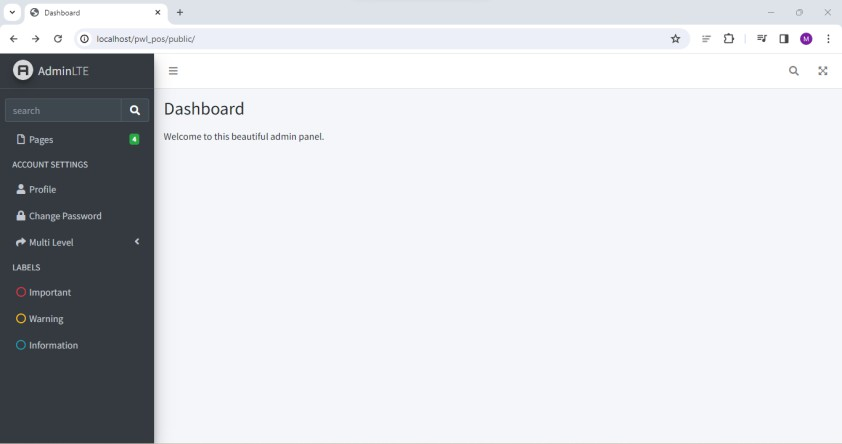 Dashboard
localhost/pwl_pos/public/
M
AdminLTE
search
Pages
4
ACCOUNT SETTINGS
Profile
Change Password
Multi Level
LABELS
Important
Warning
Information
Dashboard
Welcome to this beautiful admin panel.